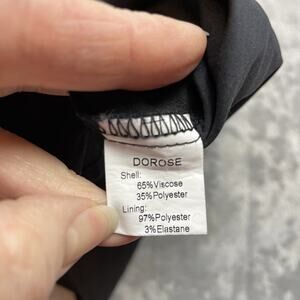 DOROSE
Shell:
65%Viscose
35%Polyester
Lining:
97%Polyester
3%Elastane